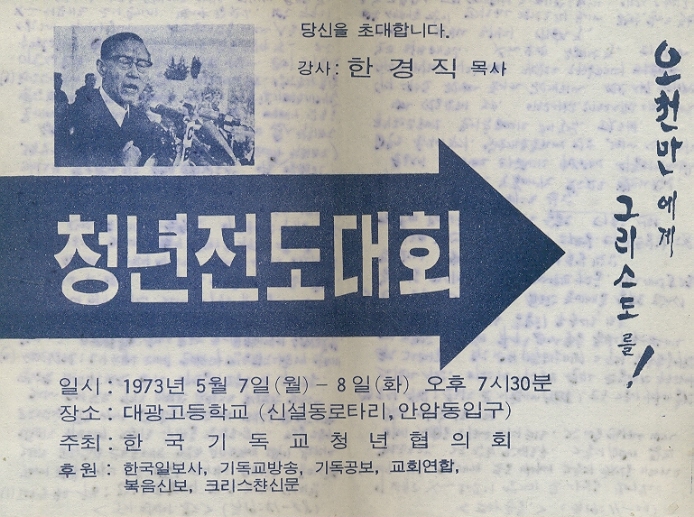 당신을 초대합니다.
강사 : 한 경 직 목사
오천만에게
그리스도를!
청년전도대회
일시 : 1973년 5월 7일(월) - 8일(화) 오후 7시30분
장소 : 대광고등학교 (신설동로타리,안암동입구)
주최 : 한 국 기 독 교 청 년 협 의 회
후원 : 한국일보사, 기독교방송, 기독공보, 교회연합,
복음신보, 크리스챤신문